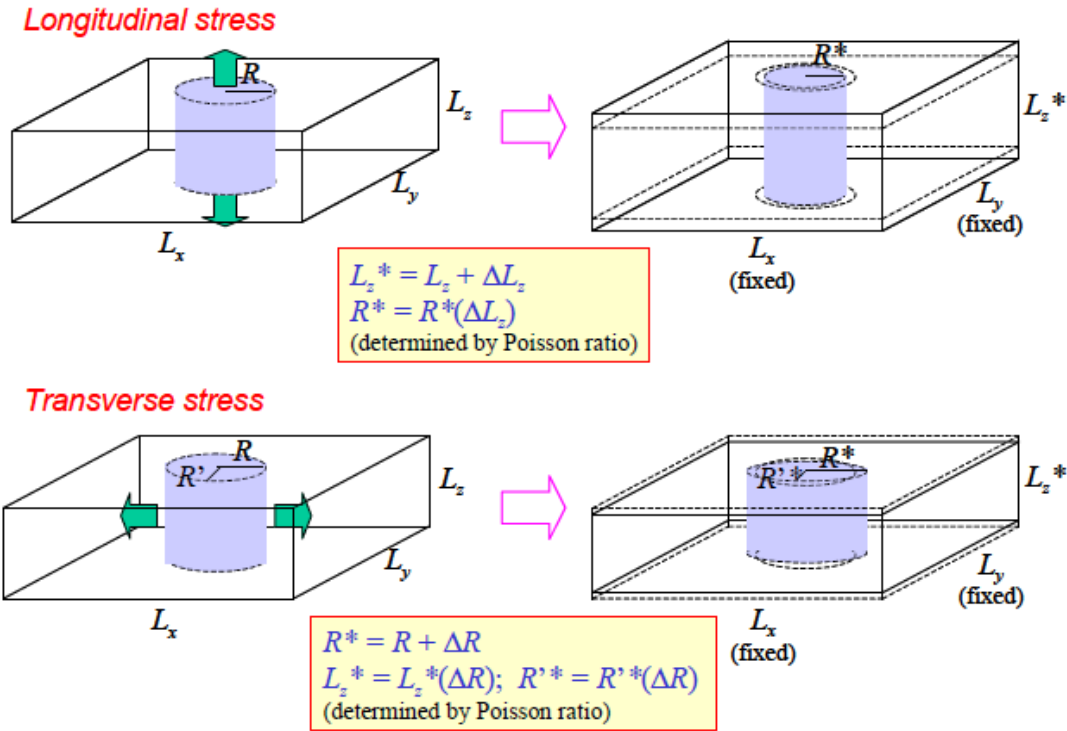 Longitudinal stress
R
L_z
L_y
L_x
R*
L_z*
L_y
(fixed)
L_x
(fixed)
L_z* = L_z + ΔL_z
R* = R*(ΔL_z)
(determined by Poisson ratio)
Transverse stress
R
R'
L_z
L_y
L_x
R*
R'*
L_z*
L_y
(fixed)
L_x
(fixed)
R* = R + ΔR
L_z* = L_z*(ΔR); R'* = R'*(ΔR)
(determined by Poisson ratio)